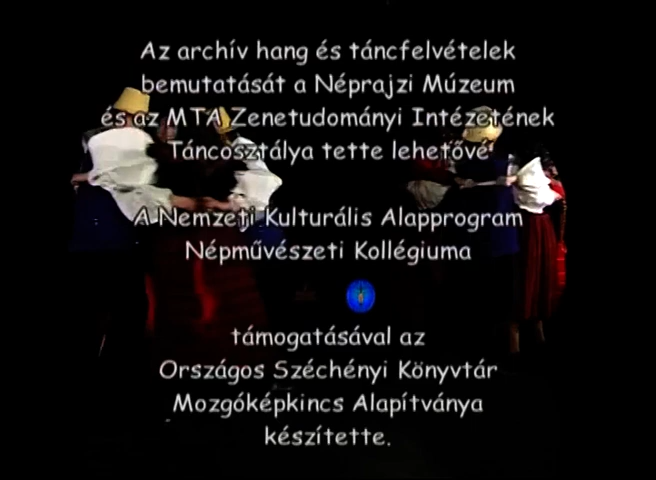 Az archív hang és táncfelvételek
bemutatását a Néprajzi Múzeum
és az MTA Zenetudományi Intézetének
Táncosztálya tette lehetővé
A Nemzeti Kulturális Alapprogram
Népművészeti Kollégiuma
támogatásával az
Országos Széchényi Könyvtár
Mozgóképkincs Alapítványa
készítette.